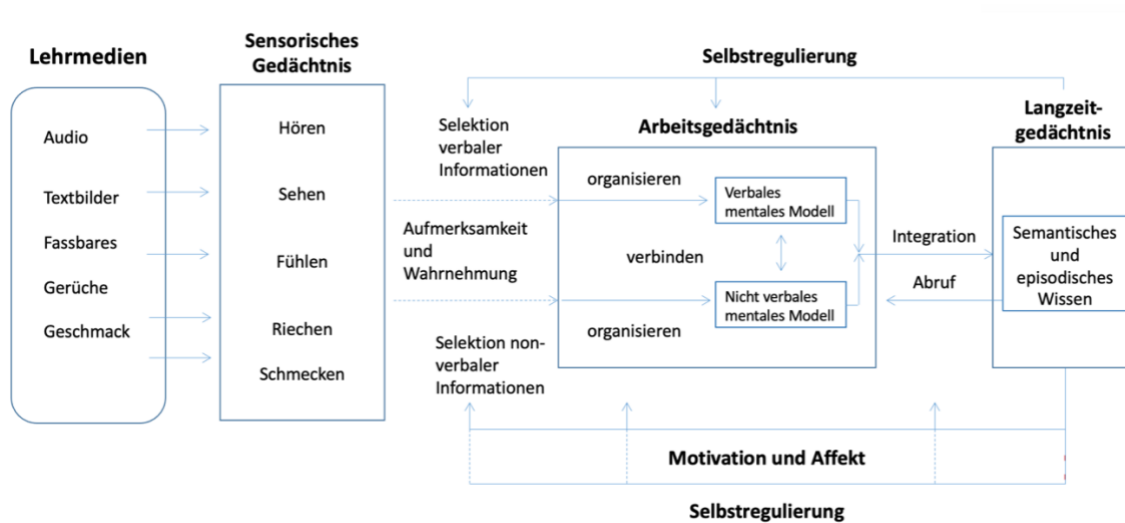 Lehrmedien
Audio
Textbilder
Fassbares
Gerüche
Geschmack
Sensorisches
Gedächtnis
Hören
Sehen
Fühlen
Riechen
Schmecken
Selbstregulierung
Selektion
verbaler
Informationen
Aufmerksamkeit
und
Wahrnehmung
Selektion non-
verbaler
Informationen
Arbeitsgedächtnis
organisieren
Verbales
mentales Modell
verbinden
Nicht verbales
mentales Modell
organisieren
Integration
Abruf
Langzeit-
gedächtnis
Semantisches
und
episodisches
Wissen
Motivation und Affekt
Selbstregulierung